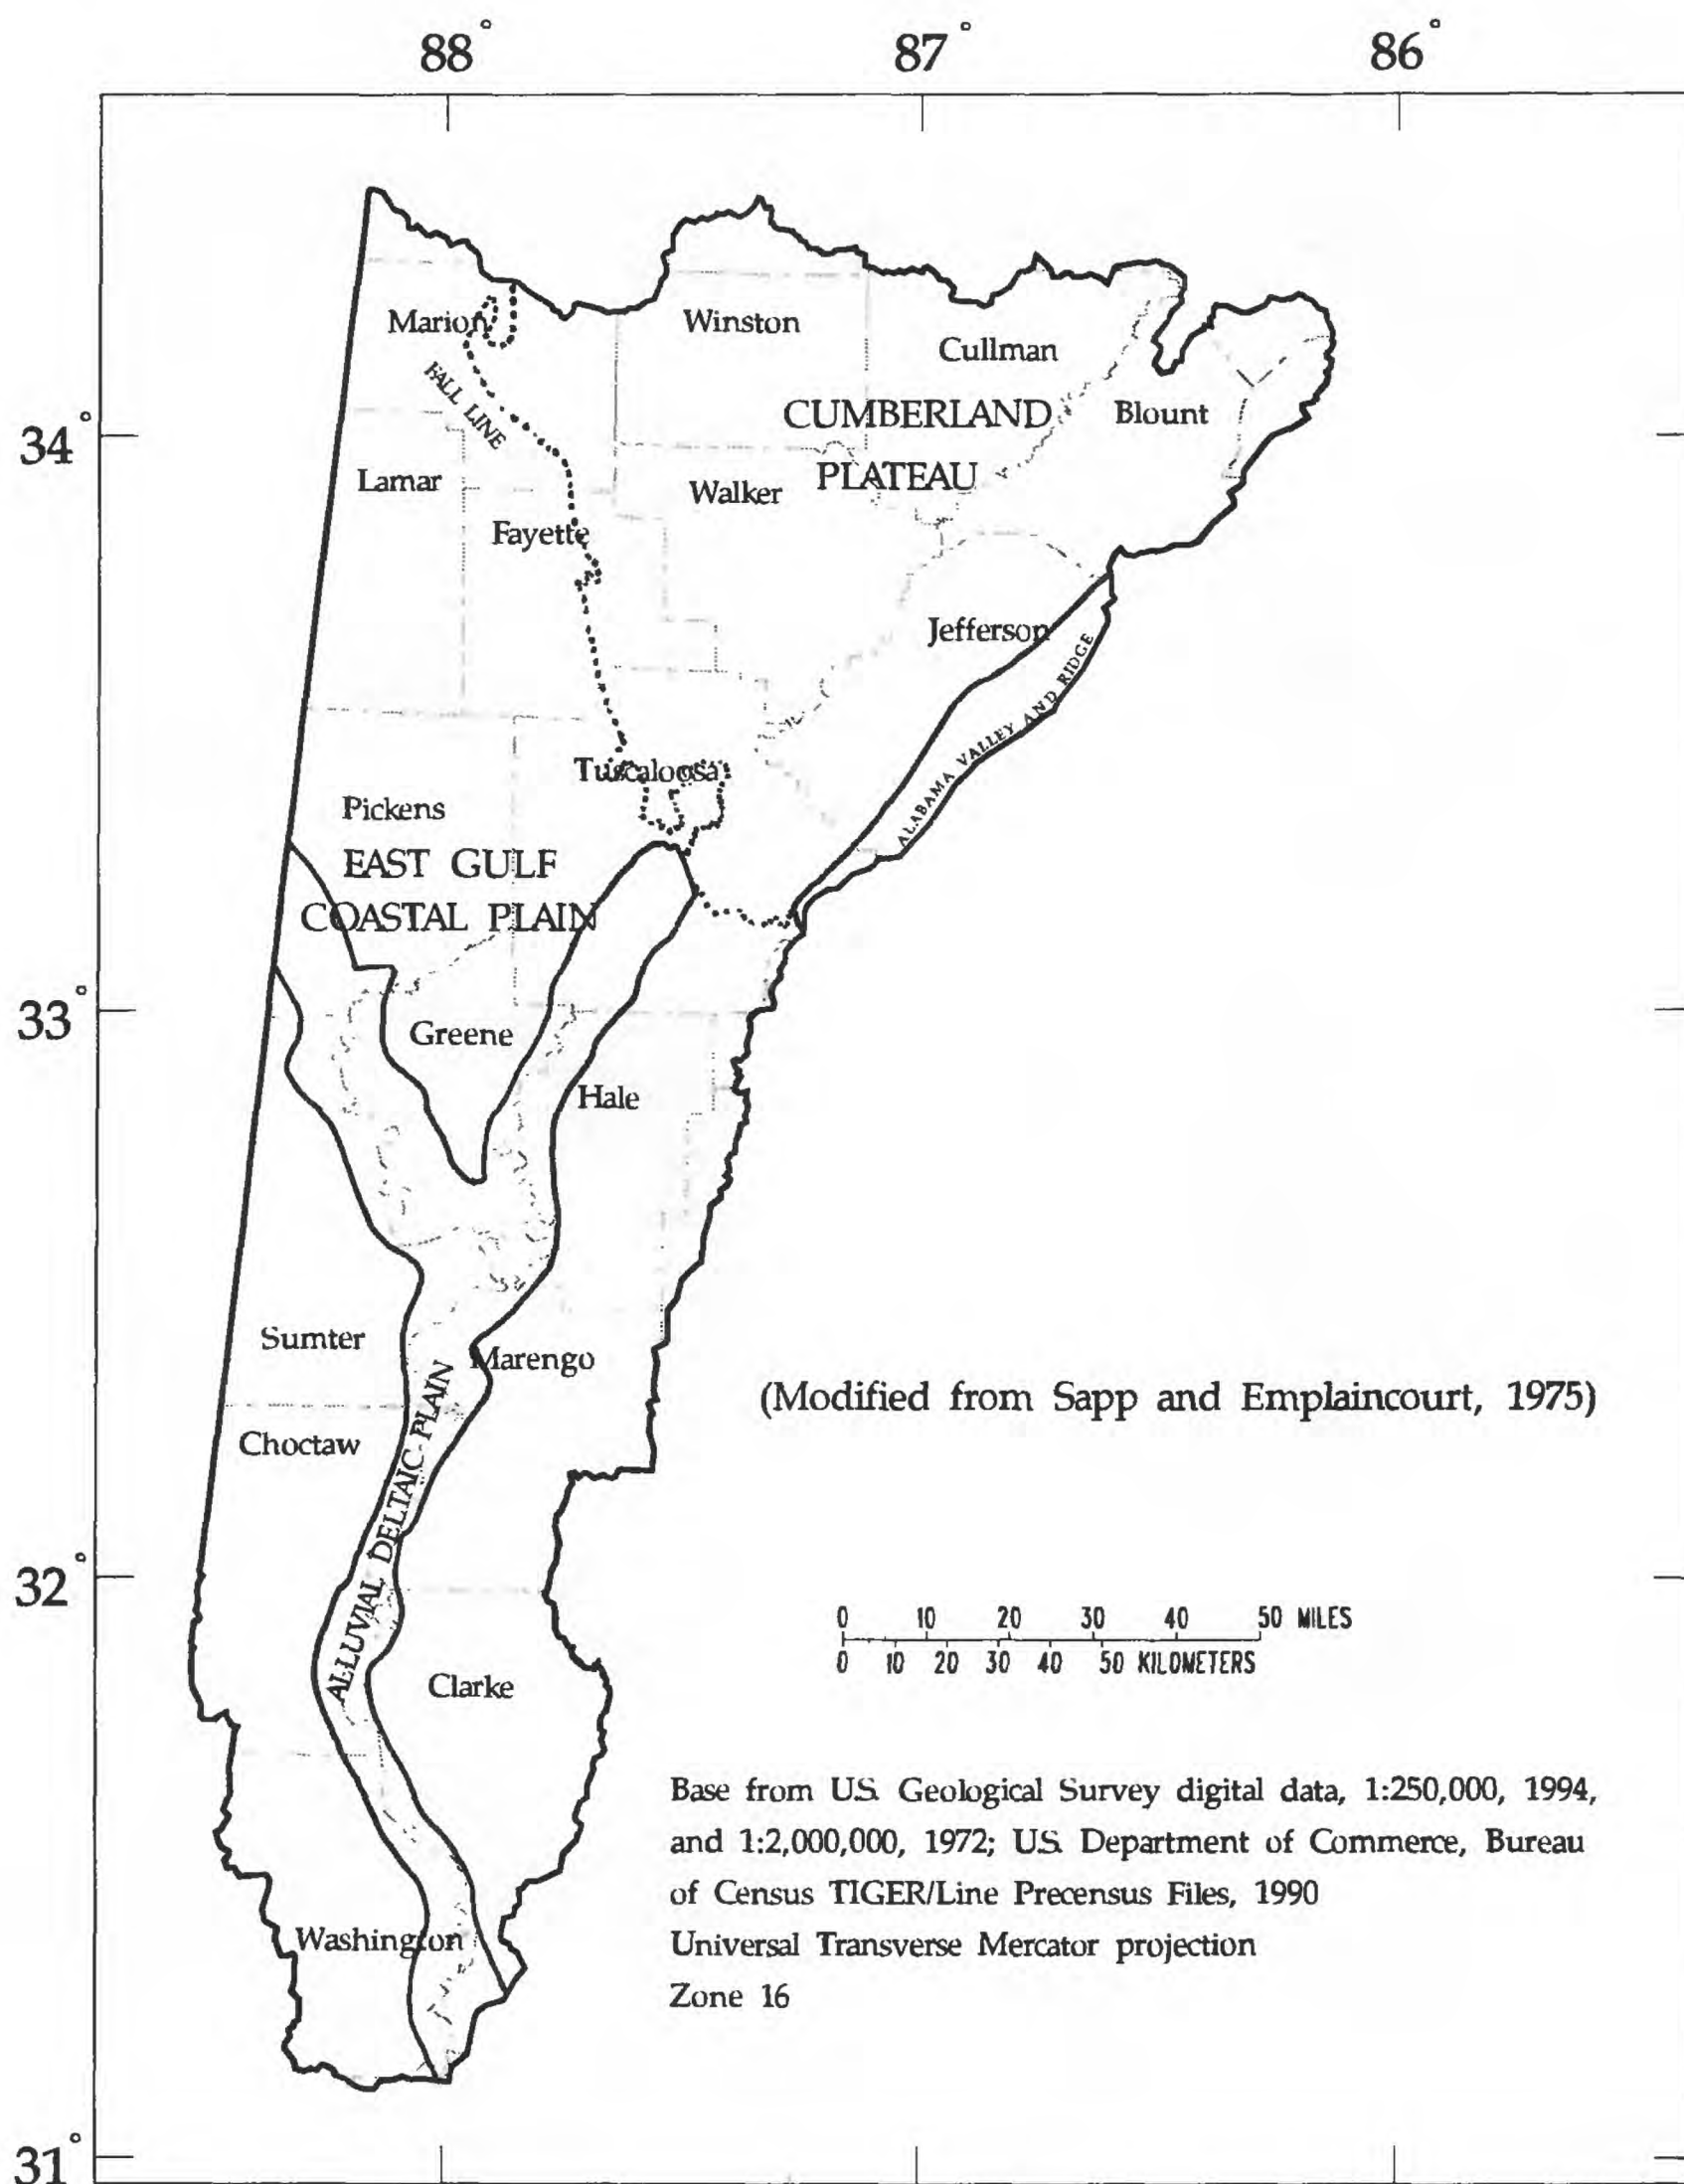 88°
87°
86°
34°
33°
32°
31°
Marion
Winston
Cullman
FALL LINE
CUMBERLAND
PLATEAU
Blount
Lamar
Walker
Fayette
Jefferson
ALABAMA VALLEY AND RIDGE
Tuscaloosa
Pickens
EAST GULF
COASTAL PLAIN
Greene
Hale
Sumter
Marengo
(Modified from Sapp and Emplaincourt, 1975)
Choctaw
ALLUVIAL DELTAIC-PLAIN
0 10 20 30 40 50 MILES
0 10 20 30 40 50 KILOMETERS
Clarke
Base from U.S. Geological Survey digital data, 1:250,000, 1994,
and 1:2,000,000, 1972; U.S. Department of Commerce, Bureau
of Census TIGER/Line Precensus Files, 1990
Universal Transverse Mercator projection
Zone 16
Washington